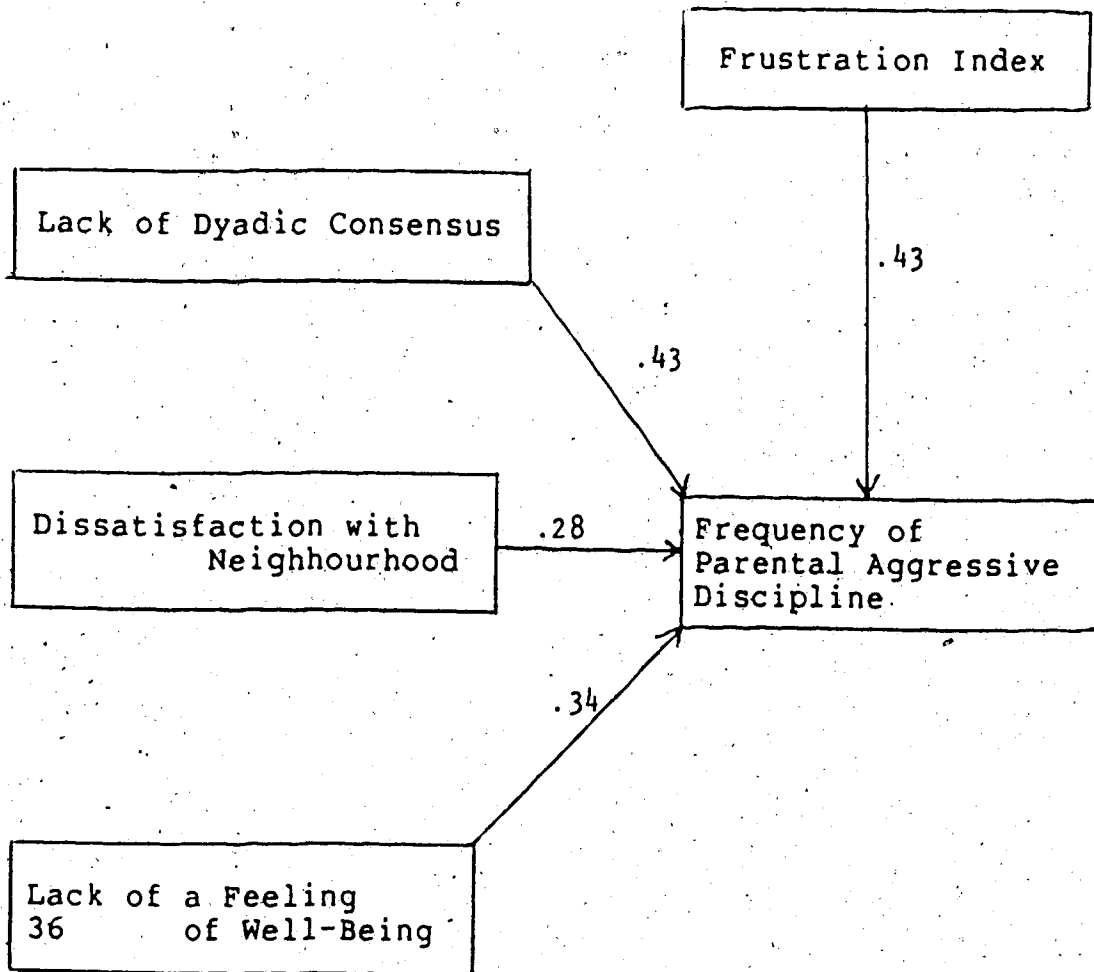 Frustration Index
Lack of Dyadic Consensus
.43
.43
Dissatisfaction with
Neighhourhood
.28
Frequency of
Parental Aggressive
Discipline
.34
Lack of a Feeling
36 of Well-Being